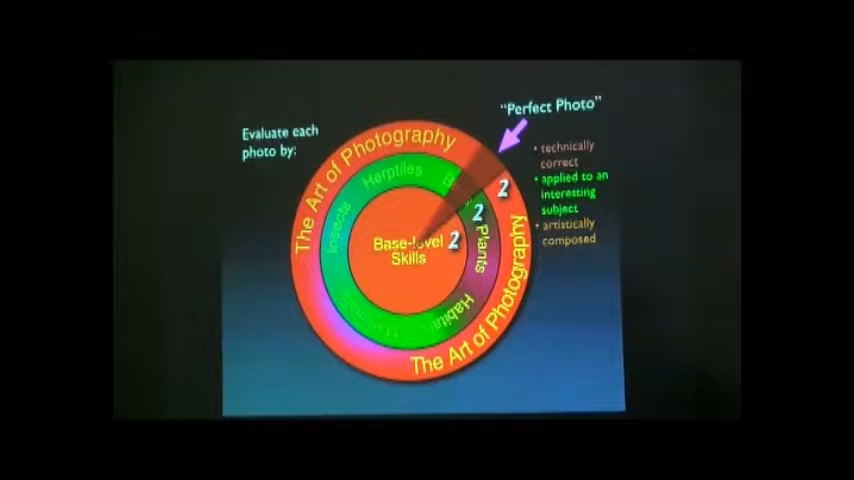 "Perfect Photo"
Evaluate each
photo by:
The Art of Photography
• technically
correct
• applied to an
interesting
subject
• artistically
composed
Herptiles
Insects
Plants
Base-level
Skills
2
2
2
The Art of Photography